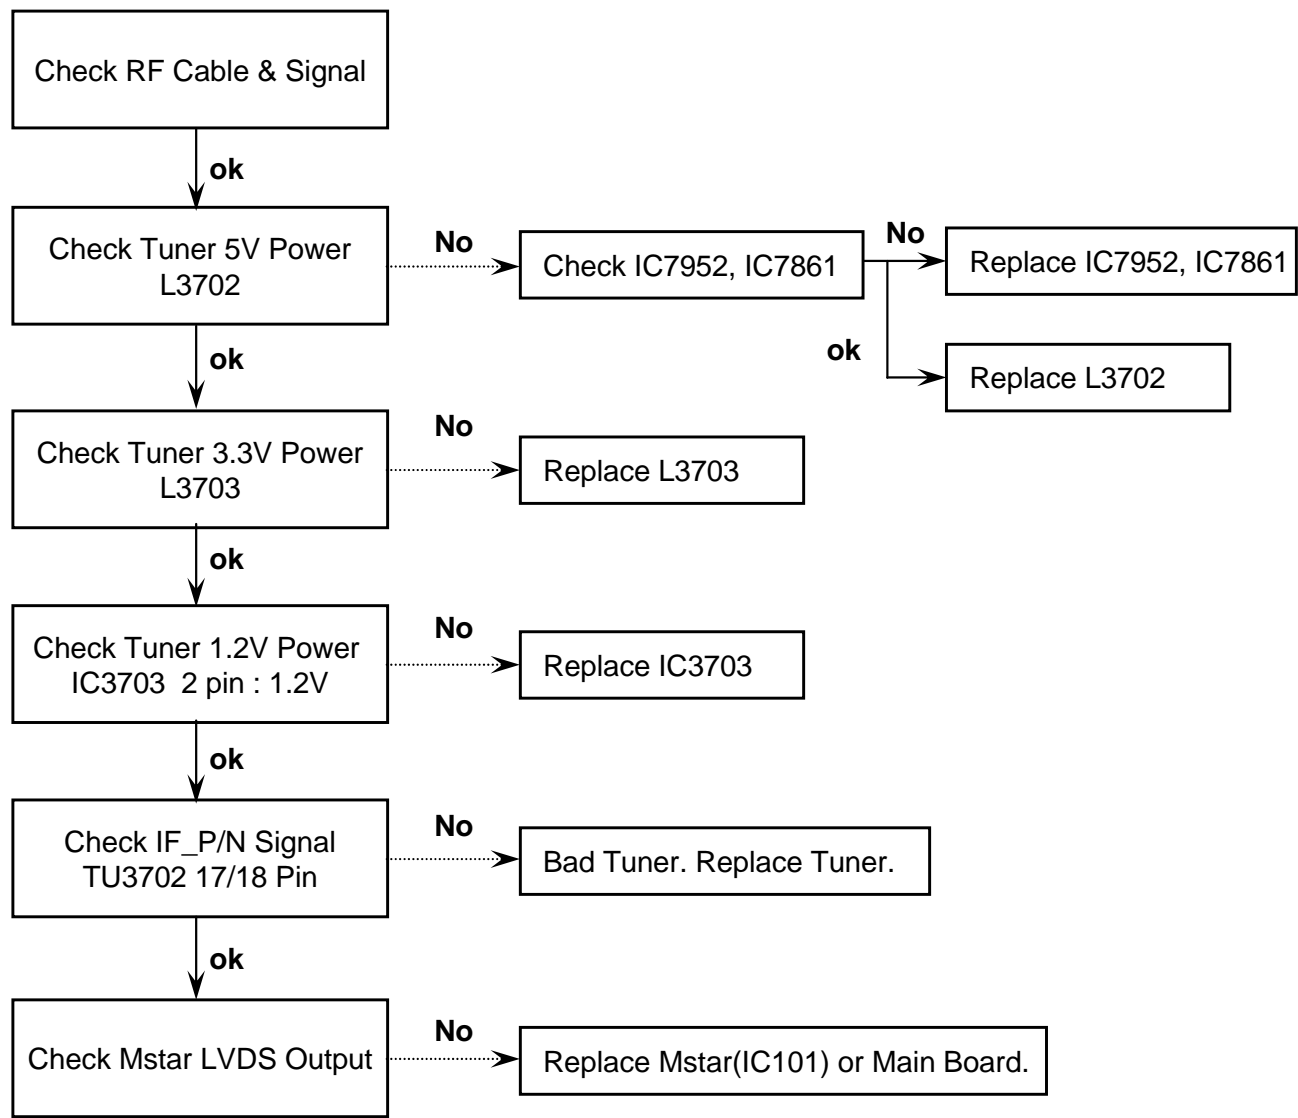 Check RF Cable & Signal
ok
Check Tuner 5V Power
L3702
No
Check IC7952, IC7861
No
Replace IC7952, IC7861
ok
Replace L3702
ok
Check Tuner 3.3V Power
L3703
No
Replace L3703
ok
Check Tuner 1.2V Power
IC3703 2 pin : 1.2V
No
Replace IC3703
ok
Check IF_P/N Signal
TU3702 17/18 Pin
No
Bad Tuner. Replace Tuner.
ok
Check Mstar LVDS Output
No
Replace Mstar(IC101) or Main Board.